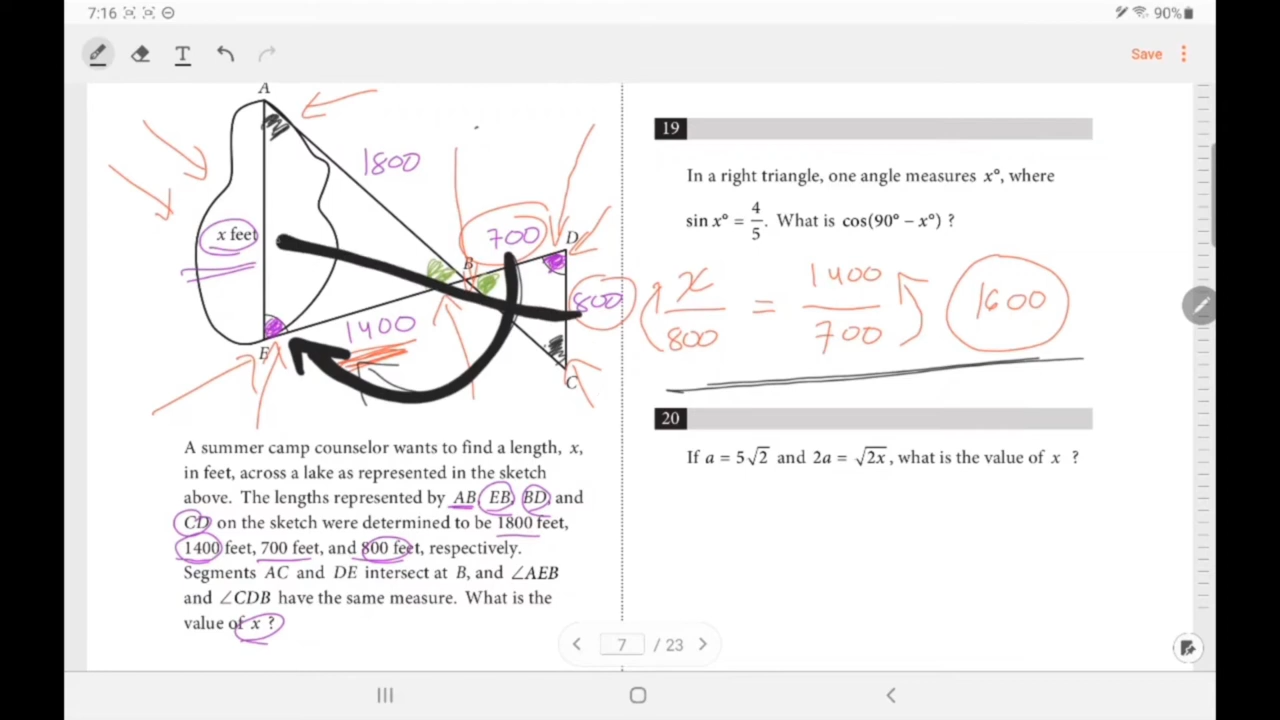 7:16
90%
T
Save
A
1800
x feet
700
D
B
800
1400
E
C
A summer camp counselor wants to find a length, x,
in feet, across a lake as represented in the sketch
above. The lengths represented by AB, EB, BD, and
CD on the sketch were determined to be 1800 feet,
1400 feet, 700 feet, and 800 feet, respectively.
Segments AC and DE intersect at B, and ∠AEB
and ∠CDB have the same measure. What is the
value of x ?
19
In a right triangle, one angle measures x°, where
sin x° = 4/5. What is cos(90° − x°) ?
x/800 = 1400/700 1600
20
If a = 5√2 and 2a = √2x, what is the value of x ?
7 / 23